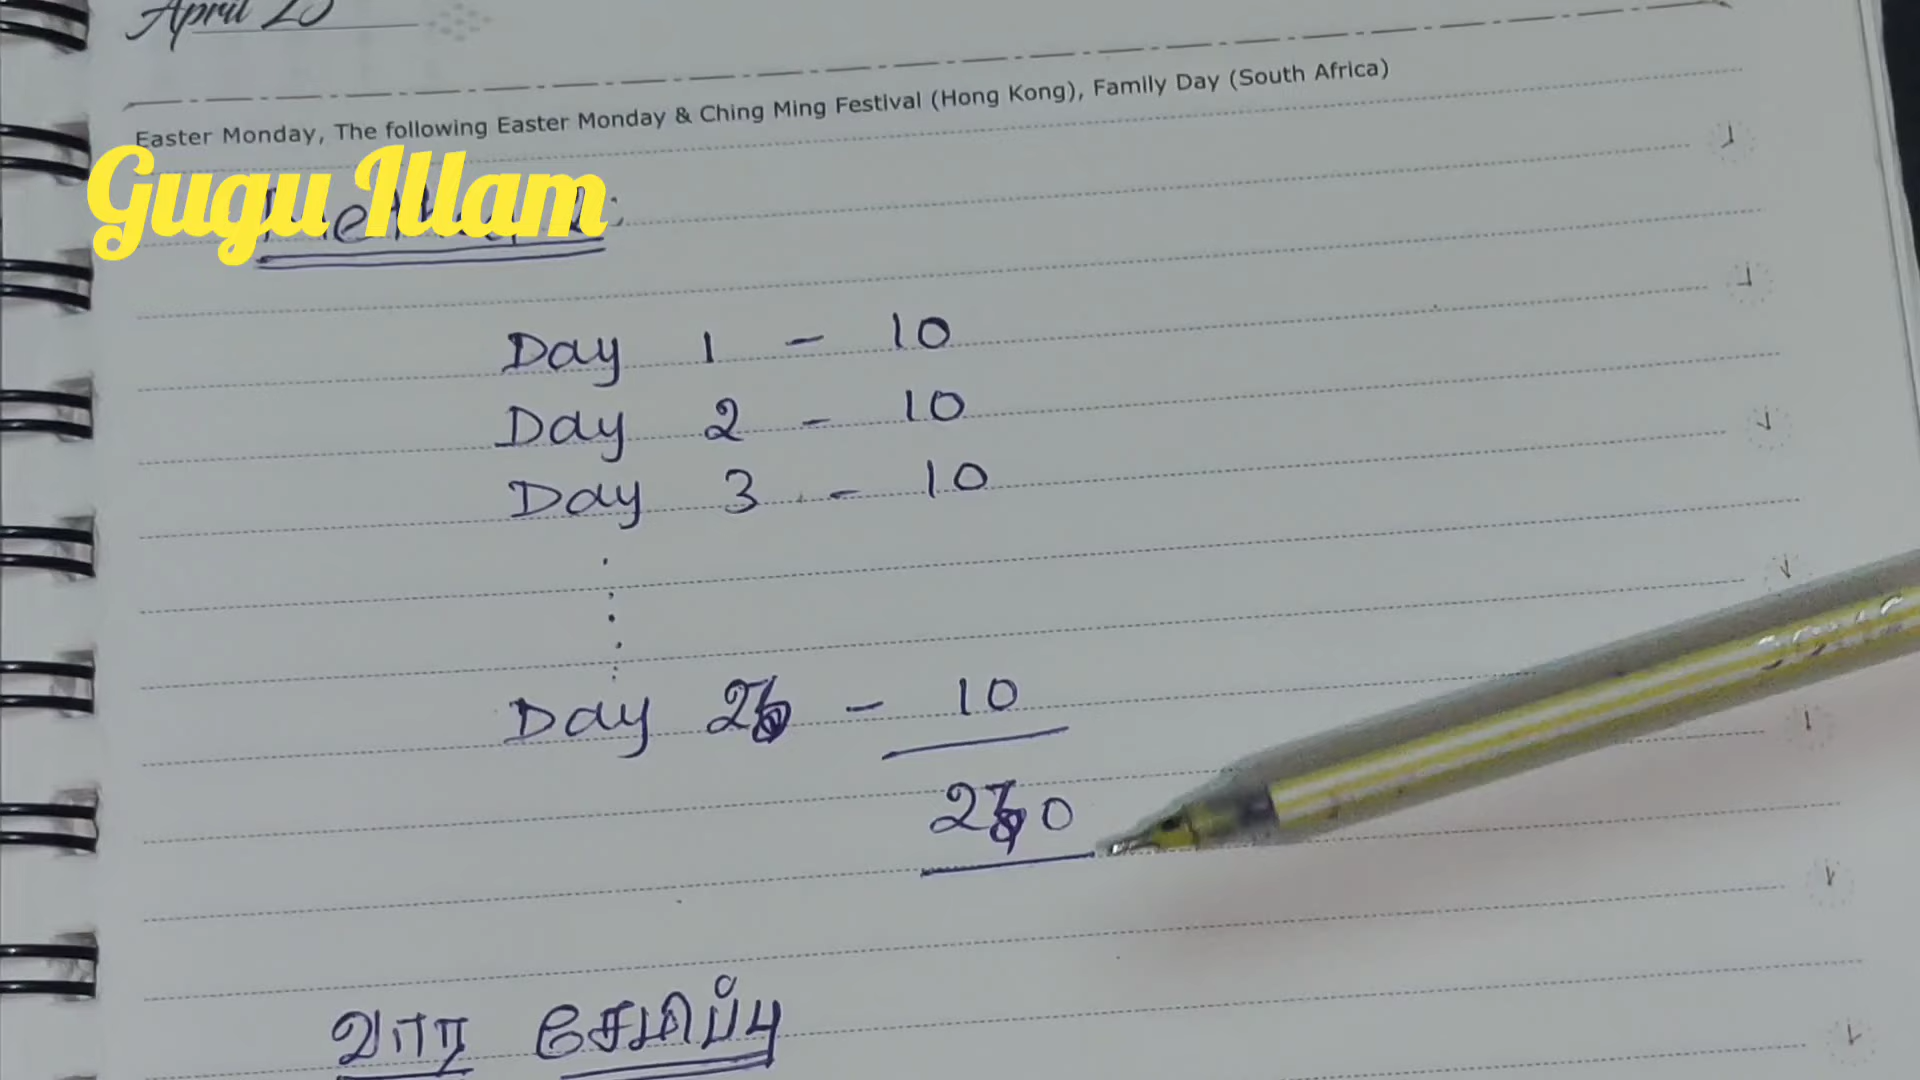 April
Easter Monday, The following Easter Monday & Ching Ming Festival (Hong Kong), Family Day (South Africa)
Gugu Illam
Day 1 - 10
Day 2 - 10
Day 3 - 10
Day 26 - 10
260
வார சேமிப்பு